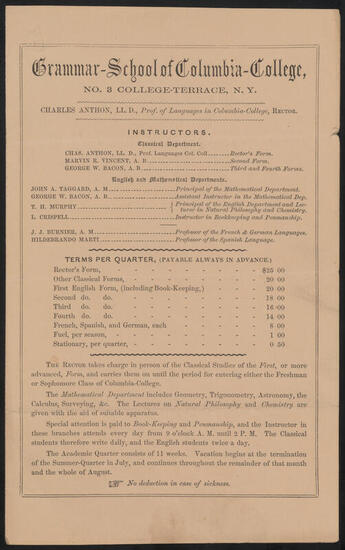 Grammar-School of Columbia-College,
NO. 3 COLLEGE-TERRACE, N. Y.
CHARLES ANTHON, LL. D., Prof. of Languages in Columbia-College, RECTOR.
INSTRUCTORS.
Classical Department.
CHAS. ANTHON, LL. D., Prof. Languages Col. Coll. Rector's Form.
MARVIN R. VINCENT, A. B. Second Form.
GEORGE W. BACON, A. B. Third and Fourth Forms.
English and Mathematical Departments.
JOHN A. TAGGARD, A. M. Principal of the Mathematical Department.
GEORGE W. BACON, A. B. Assistant Instructor in the Mathematical Dep.
T. H. MURPHY { Principal of the English Department and Lec-
turer in Natural Philosophy and Chemistry.
L. CRISPELL Instructor in Bookkeeping and Penmanship.
J. J. BURNIER, A. M. Professor of the French & German Languages.
HILDEBRANDO MARTI Professor of the Spanish Language.
TERMS PER QUARTER, (PAYABLE ALWAYS IN ADVANCE.)
Rector's Form, - - - - - - - $25 00
Other Classical Forms, - - - - - - 20 00
First English Form, (Including Book-Keeping,) - - - 20 00
Second do. do. - - - - - - 18 00
Third do. do. - - - - - - 16 00
Fourth do. do. - - - - - - 14 00
French, Spanish, and German, each - - - - 8 00
Fuel, per season, - - - - - - - 1 00
Stationary, per quarter, - - - - - - 0 50
THE RECTOR takes charge in person of the Classical Studies of the First, or more
advanced, Form, and carries them on until the period for entering either the Freshman
or Sophomore Class of Columbia-College.
The Mathematical Department includes Geometry, Trigonometry, Astronomy, the
Calculus, Surveying, &c. The Lectures on Natural Philosophy and Chemistry are
given with the aid of suitable apparatus.
Special attention is paid to Book-Keeping and Penmanship, and the Instructor in
these branches attends every day from 9 o'clock A. M. until 2 P. M. The Classical
students therefore write daily, and the English students twice a day.
The Academic Quarter consists of 11 weeks. Vacation begins at the termination
of the Summer-Quarter in July, and continues throughout the remainder of that month
and the whole of August.
☞ No deduction in case of sickness.